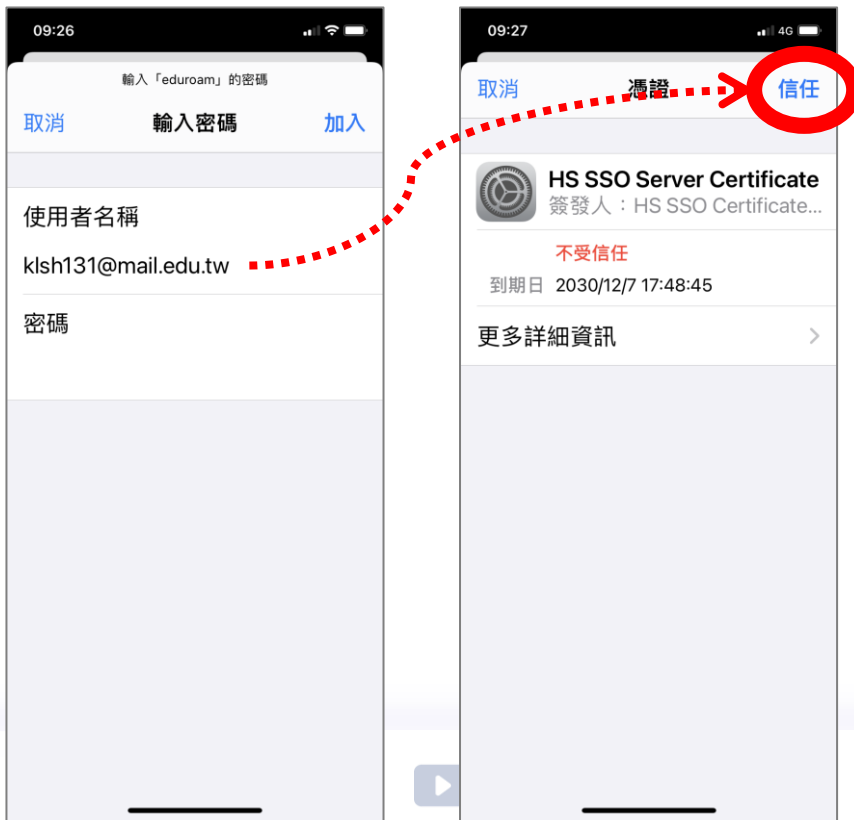 09:26
輸入「eduroam」的密碼
取消 輸入密碼 加入
使用者名稱
klsh131@mail.edu.tw
密碼
09:27
4G
取消 憑證 信任
HS SSO Server Certificate
簽發人：HS SSO Certificate...
不受信任
到期日 2030/12/7 17:48:45
更多詳細資訊